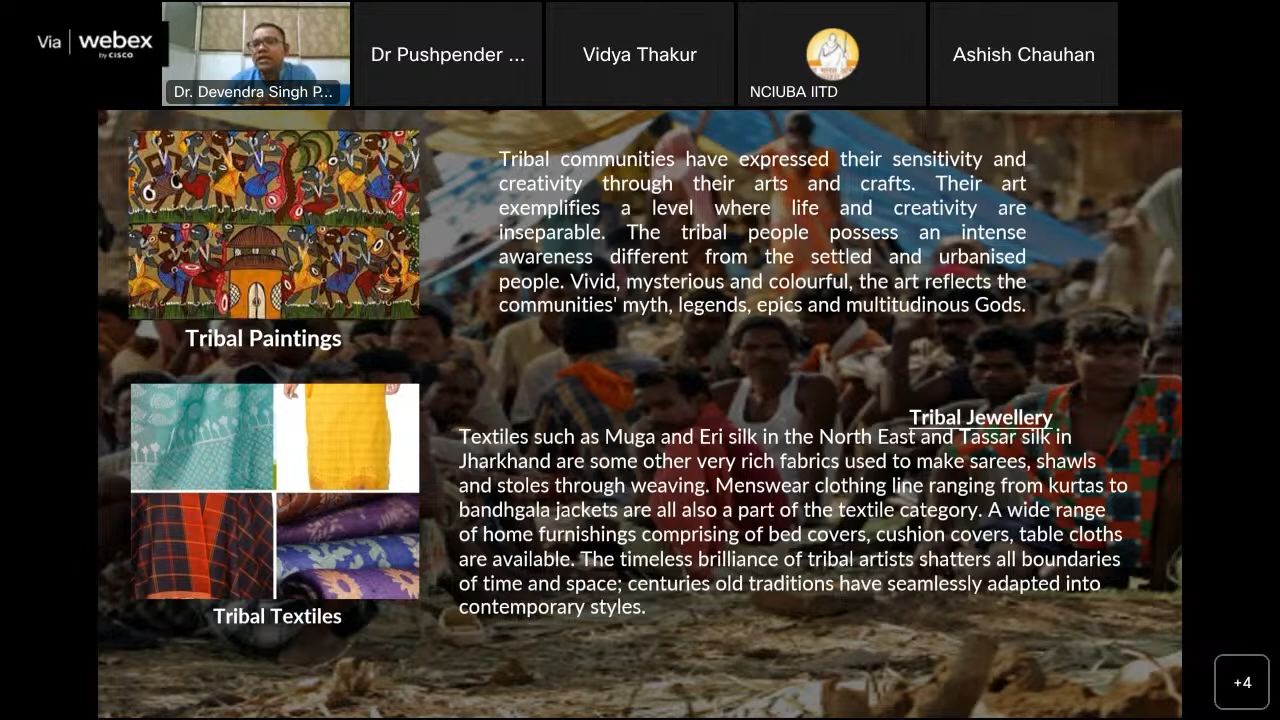 Via | webex
by CISCO
Dr. Devendra Singh P...
Dr Pushpender ...
Vidya Thakur
NCIUBA IITD
Ashish Chauhan
Tribal Paintings
Tribal communities have expressed their sensitivity and
creativity through their arts and crafts. Their art
exemplifies a level where life and creativity are
inseparable. The tribal people possess an intense
awareness different from the settled and urbanised
people. Vivid, mysterious and colourful, the art reflects the
communities' myth, legends, epics and multitudinous Gods.
Tribal Jewellery
Textiles such as Muga and Eri silk in the North East and Tassar silk in
Jharkhand are some other very rich fabrics used to make sarees, shawls
and stoles through weaving. Menswear clothing line ranging from kurtas to
bandhgala jackets are all also a part of the textile category. A wide range
of home furnishings comprising of bed covers, cushion covers, table cloths
are available. The timeless brilliance of tribal artists shatters all boundaries
of time and space; centuries old traditions have seamlessly adapted into
contemporary styles.
Tribal Textiles
+4